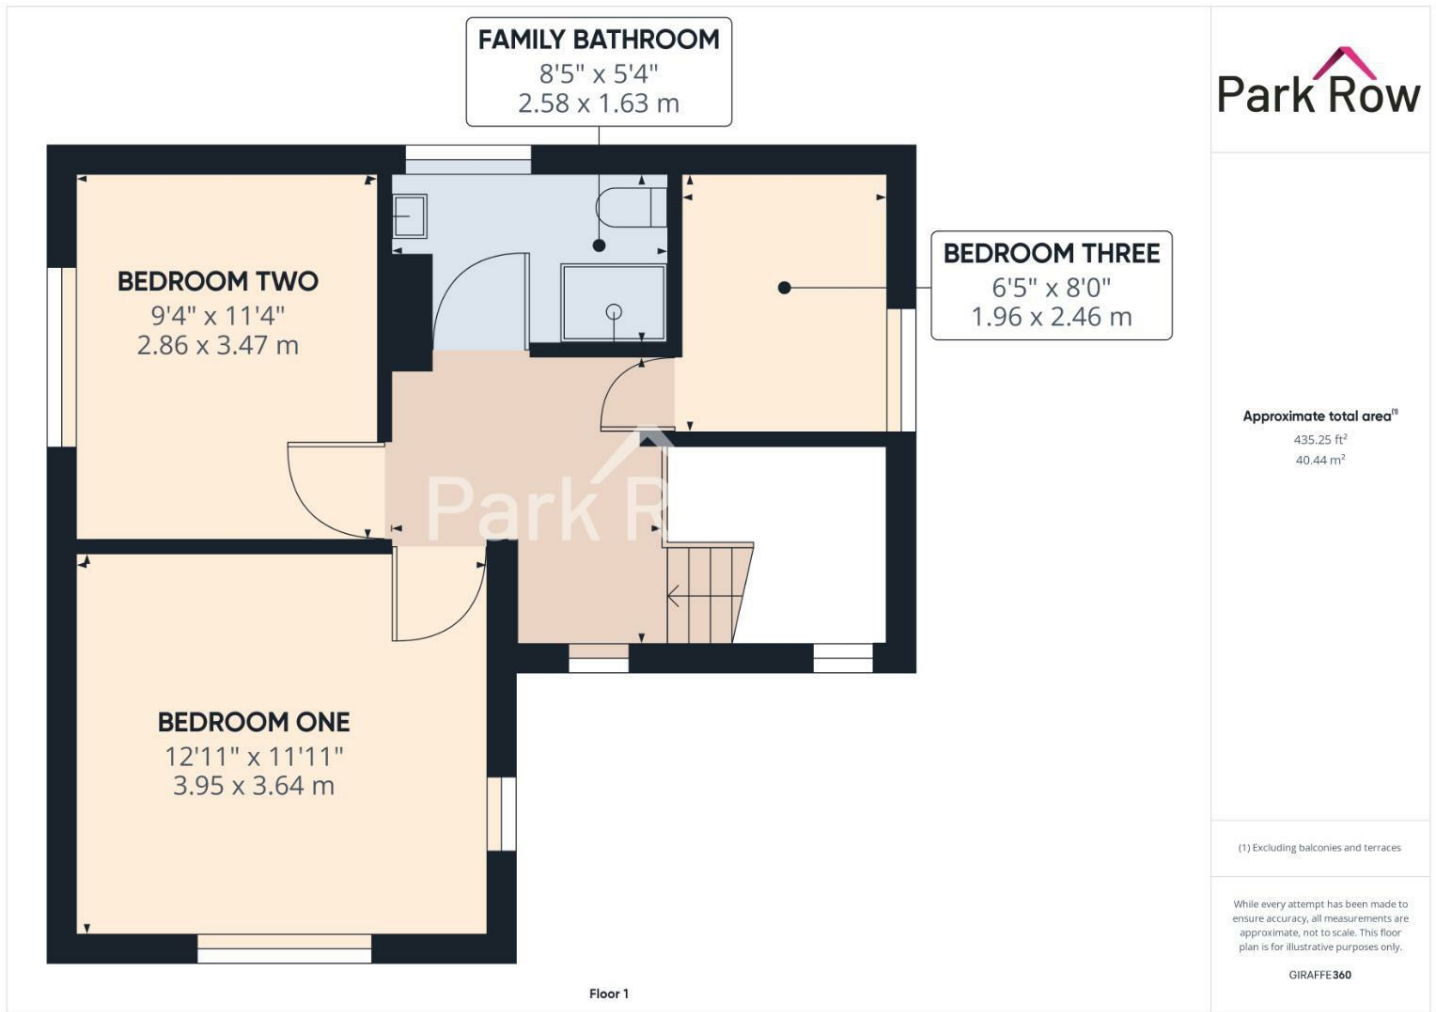 FAMILY BATHROOM
8'5" x 5'4"
2.58 x 1.63 m
Park Row
BEDROOM TWO
9'4" x 11'4"
2.86 x 3.47 m
BEDROOM THREE
6'5" x 8'0"
1.96 x 2.46 m
Approximate total area(1)
435.25 ft²
40.44 m²
Park R
BEDROOM ONE
12'11" x 11'11"
3.95 x 3.64 m
(1) Excluding balconies and terraces
While every attempt has been made to
ensure accuracy, all measurements are
approximate, not to scale. This floor
plan is for illustrative purposes only.
GIRAFFE360
Floor 1